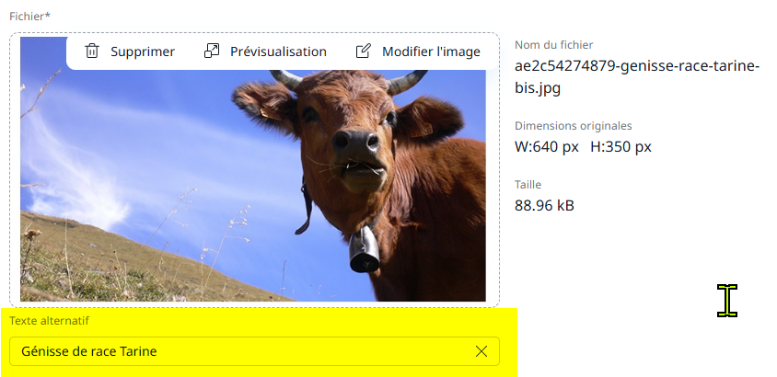 Fichier*
Supprimer Prévisualisation Modifier l'image
Nom du fichier
ae2c54274879-genisse-race-tarine-
bis.jpg
Dimensions originales
W:640 px H:350 px
Taille
88.96 kB
Texte alternatif
Génisse de race Tarine